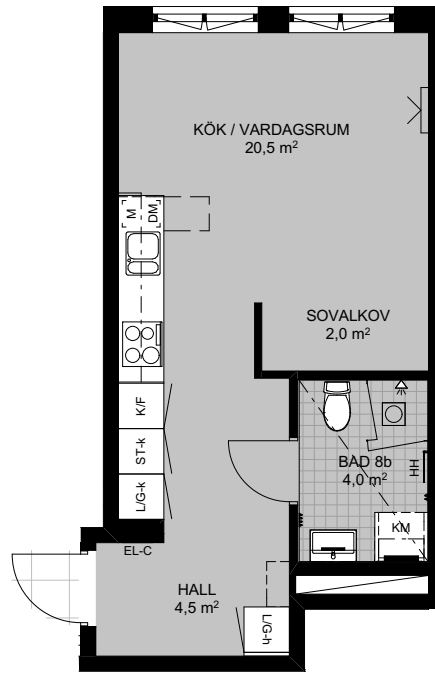 KÖK / VARDAGSRUM
20,5 m²
M
DM
SOVALKOV
2,0 m²
K/F
ST-k
L/G-k
BAD 8b
4,0 m²
HH
KM
EL-C
HALL
4,5 m²
L/G-h